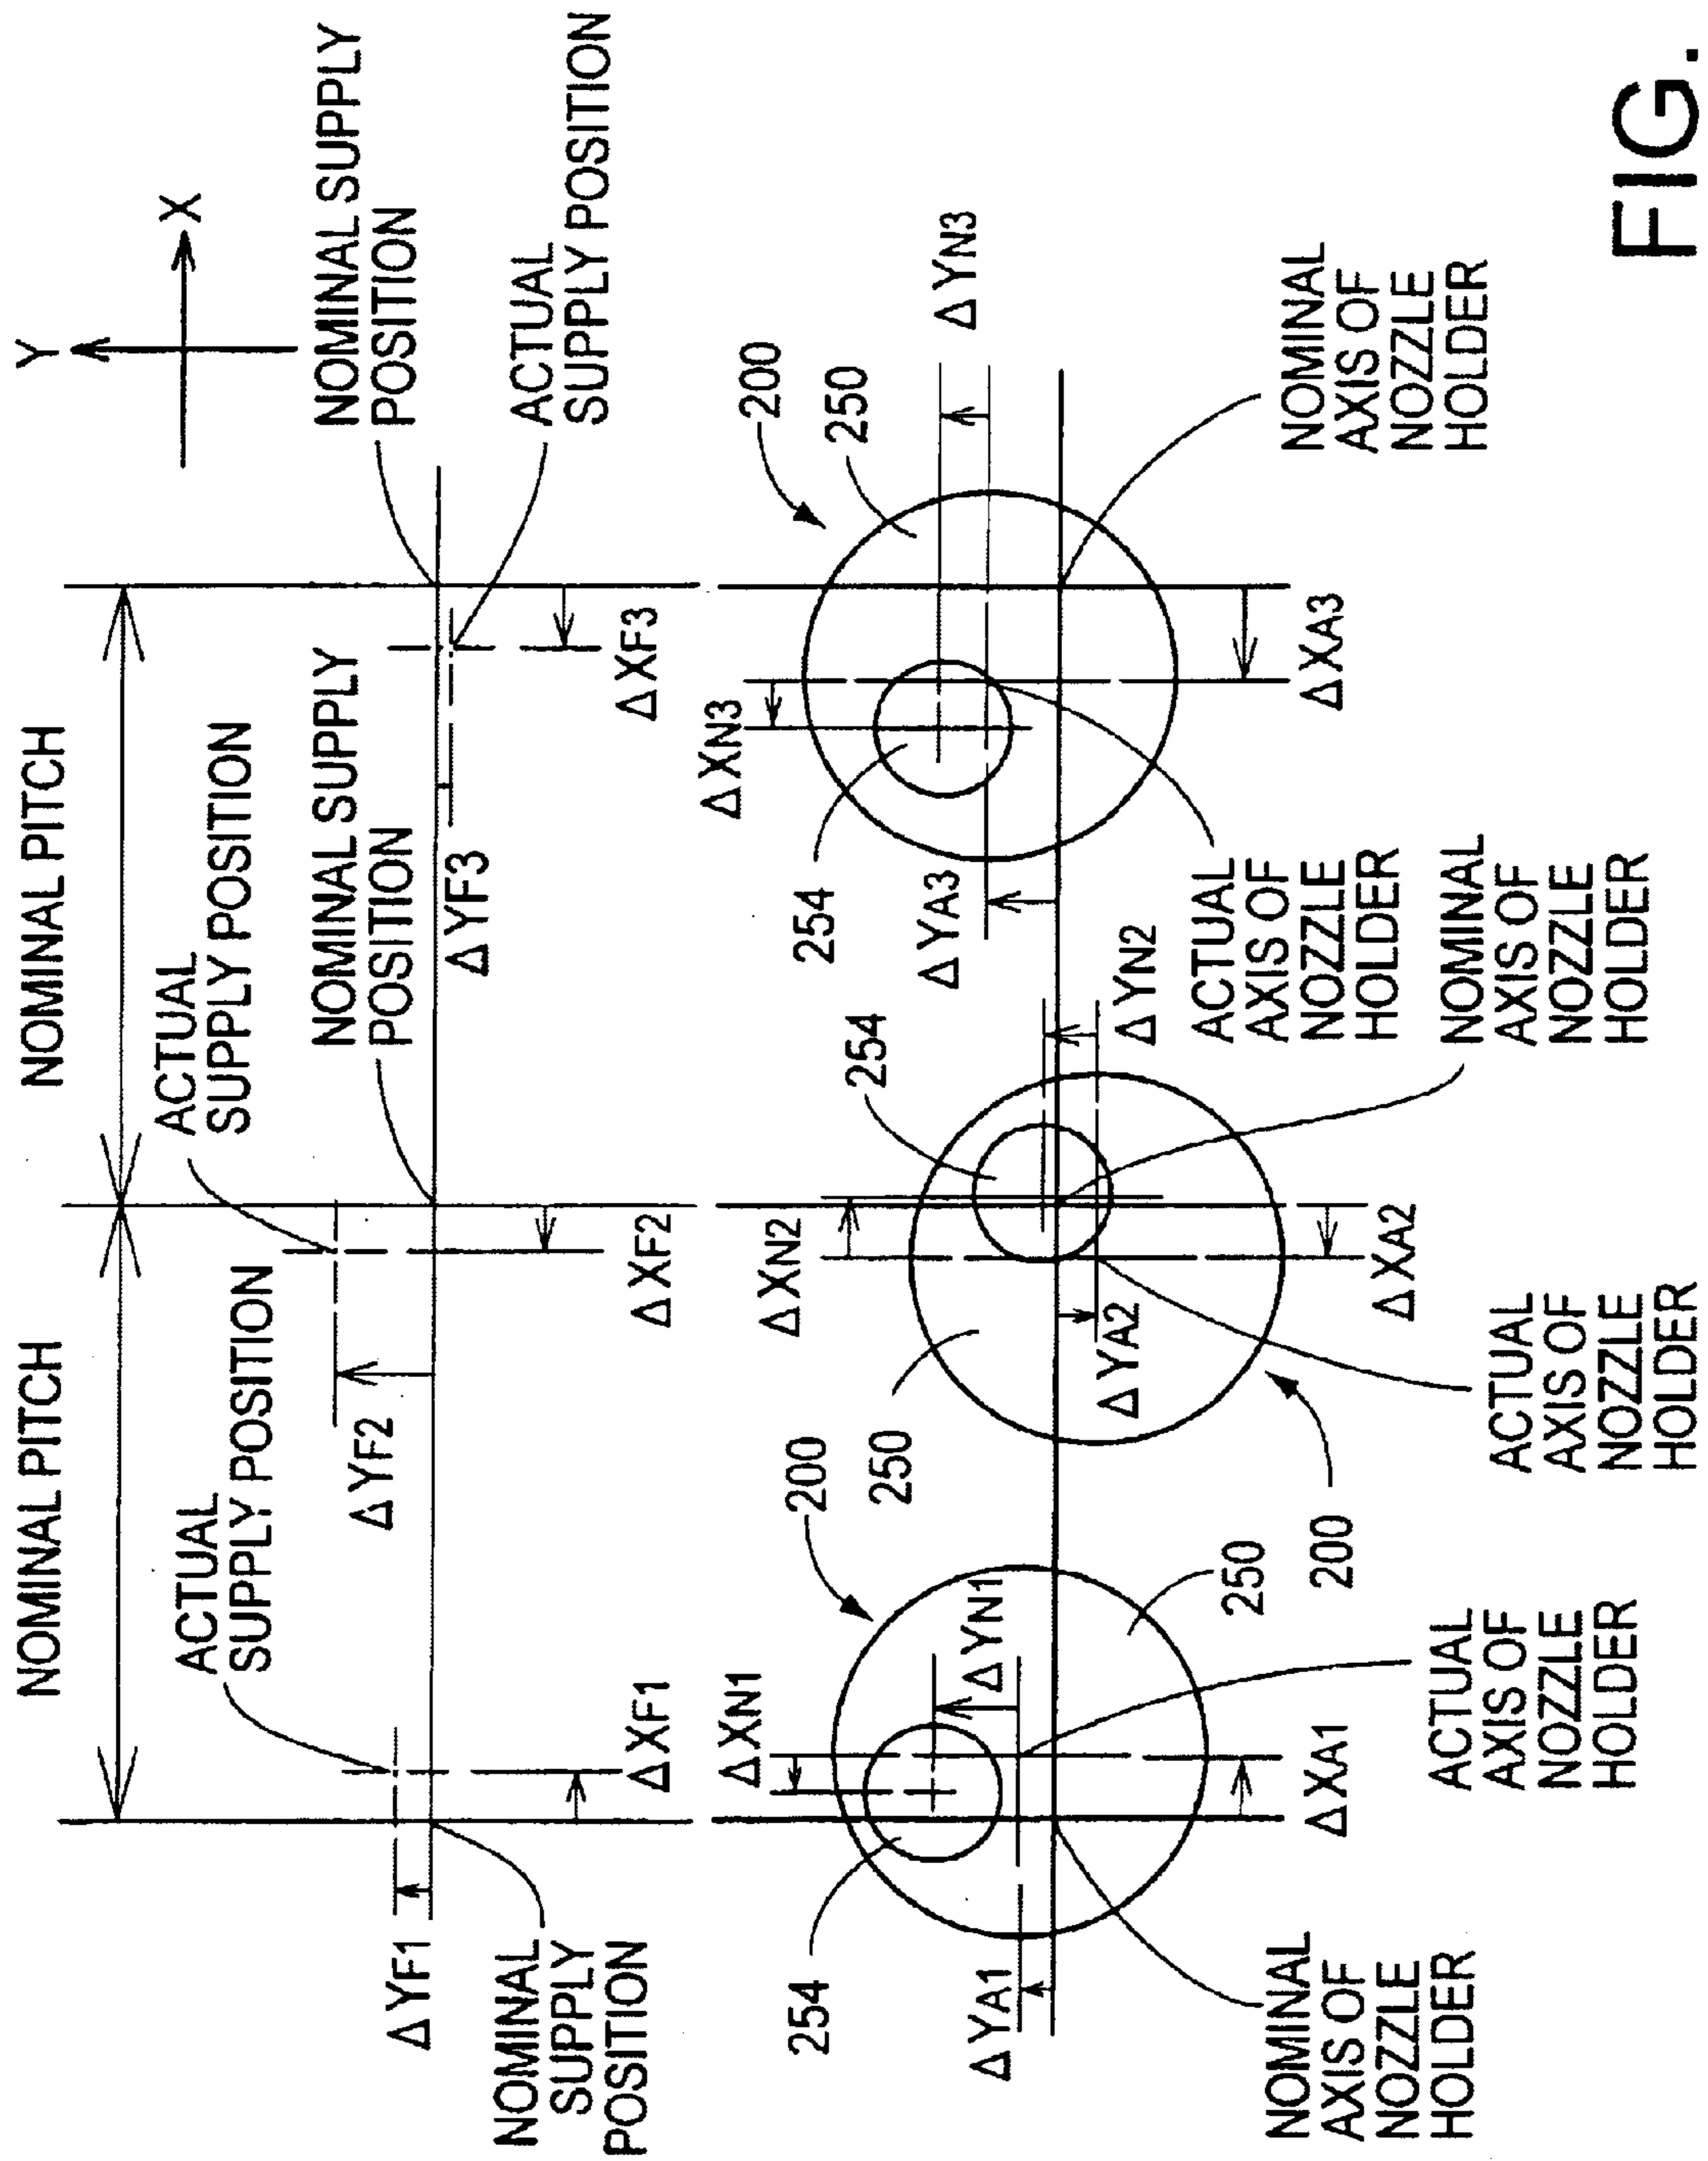 NOMINAL PITCH
NOMINAL PITCH
Y
X
ACTUAL
SUPPLY POSITION
ACTUAL
SUPPLY POSITION
NOMINAL SUPPLY
POSITION
NOMINAL SUPPLY
POSITION
ΔYF1
ΔYF2
ΔYF3
ACTUAL
SUPPLY POSITION
NOMINAL
SUPPLY
POSITION
ΔXF1
ΔXF2
ΔXF3
ΔXN1
ΔXN2
ΔXN3
200
200
254
250
254
254
250
ΔYN3
ΔYA1
ΔYN1
ΔYA2
ΔYN2
ΔYA3
250
200
ΔXA1
ΔXA2
ΔXA3
NOMINAL
AXIS OF
NOZZLE
HOLDER
ACTUAL
AXIS OF
NOZZLE
HOLDER
ACTUAL
AXIS OF
NOZZLE
HOLDER
NOMINAL
AXIS OF
NOZZLE
HOLDER
ACTUAL
AXIS OF
NOZZLE
HOLDER
NOMINAL
AXIS OF
NOZZLE
HOLDER
FIG.